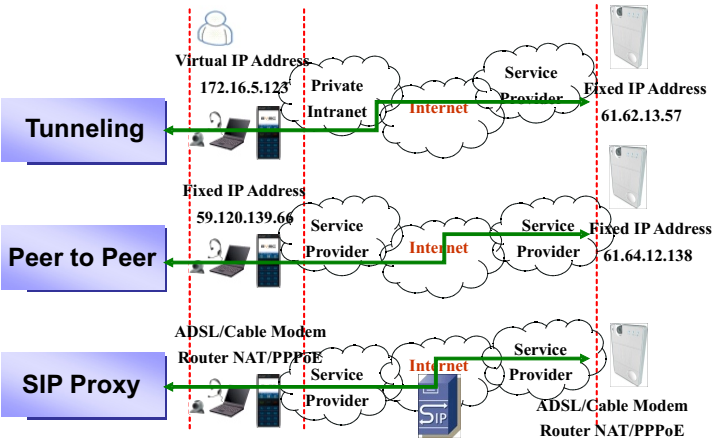 Virtual IP Address
172.16.5.123
Private
Intranet
Internet
Service
Provider
Fixed IP Address
61.62.13.57
Tunneling
Fixed IP Address
59.120.139.66
Service
Provider
Internet
Service
Provider
Fixed IP Address
61.64.12.138
Peer to Peer
ADSL/Cable Modem
Router NAT/PPPoE
Service
Provider
Internet
SIP
Service
Provider
ADSL/Cable Modem
Router NAT/PPPoE
SIP Proxy